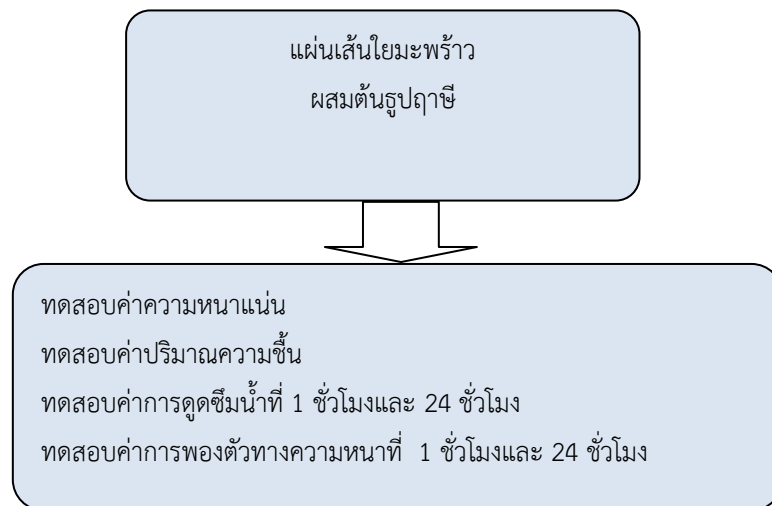 แผ่นเส้นใยมะพร้าว
ผสมต้นธูปฤาษี
ทดสอบค่าความหนาแน่น
ทดสอบค่าปริมาณความชื้น
ทดสอบค่าการดูดซึมน้ำที่ 1 ชั่วโมงและ 24 ชั่วโมง
ทดสอบค่าการพองตัวทางความหนาที่ 1 ชั่วโมงและ 24 ชั่วโมง